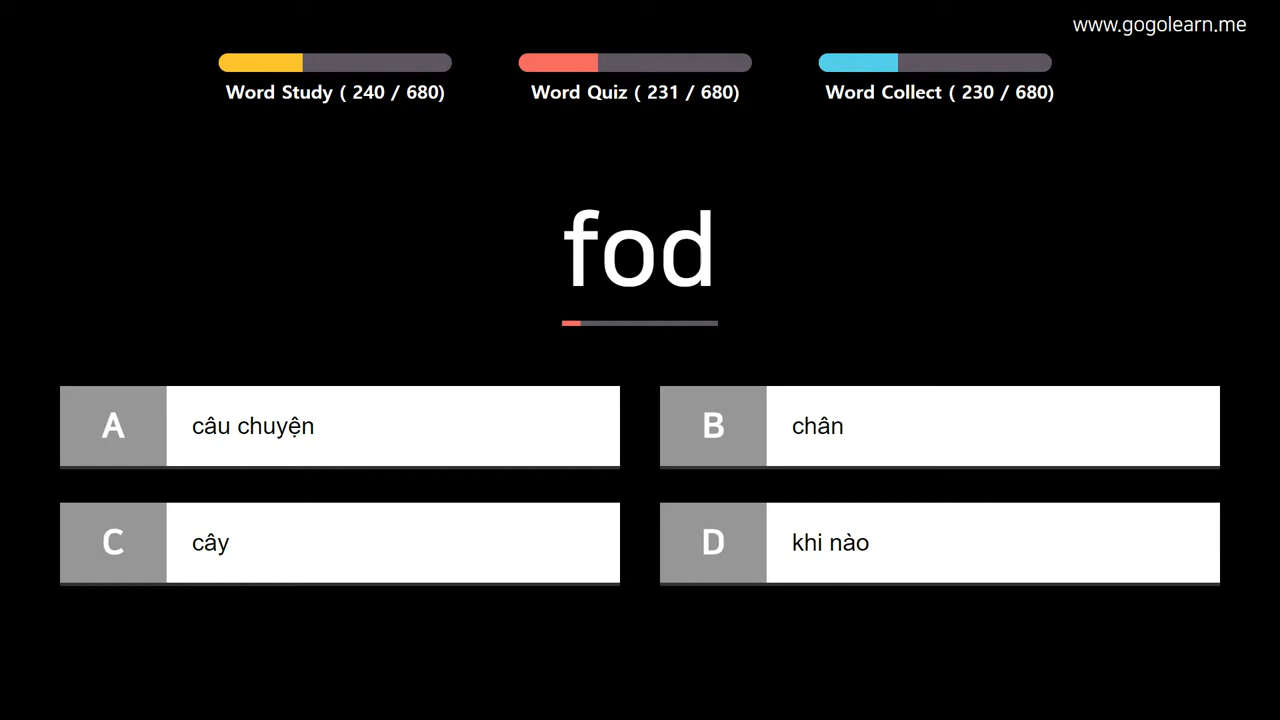 www.gogolearn.me
Word Study ( 240 / 680)
Word Quiz ( 231 / 680)
Word Collect ( 230 / 680)
fod
A câu chuyện
B chân
C cây
D khi nào